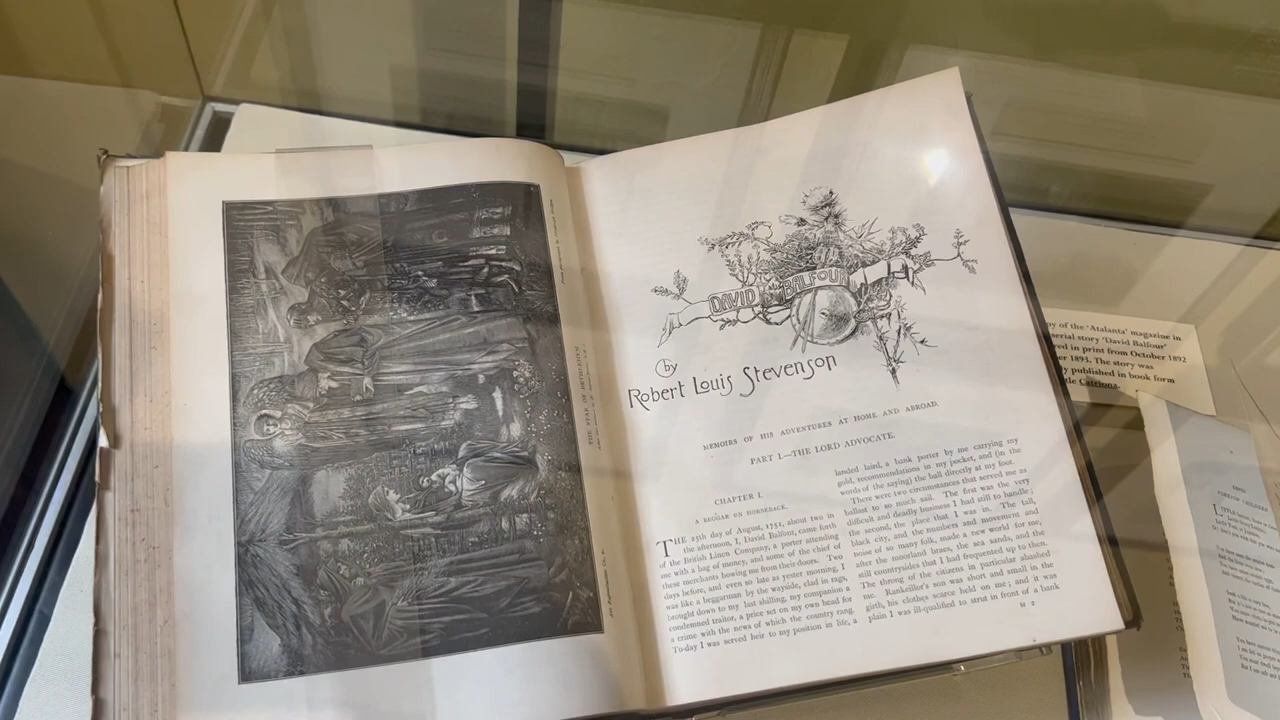 THE STAR OF BETHLEHEM
DAVID BALFOUR
by
Robert Louis Stevenson
MEMOIRS OF HIS ADVENTURES AT HOME AND ABROAD.
PART I.—THE LORD ADVOCATE.
CHAPTER I.
A BEGGAR ON HORSEBACK.
THE 25th day of August, 1751, about two in
the afternoon, I, David Balfour, came forth
of the British Linen Company, a porter attending
me with a bag of money, and some of the chief of
these merchants bowing me from their doors. Two
days before, and even so late as yester morning, I
was like a beggarman by the wayside, clad in rags,
brought down to my last shilling, my companion a
condemned traitor, a price set on my own head for
a crime with the news of which the country rang.
To-day I was served heir to my position in life, a
landed laird, a bank porter by me carrying my
gold, recommendations in my pocket, and (in the
words of the saying) the ball directly at my foot.
There were two circumstances that served me as
ballast to so much sail. The first was the very
difficult and deadly business I had still to handle;
the second, the place that I was in. The tall,
black city, and the numbers and movement and
noise of so many folk, made a new world for me,
after the moorland braes, the sea sands, and the
still countrysides that I had frequented up to then.
The throng of the citizens in particular abashed
me. Rankeillor's son was short and small in the
girth, his clothes scarce held on me; and it was
plain I was ill-qualified to strut in front of a bank
M 2
py of the 'Atalanta' magazine in
serial story 'David Balfour'
red in print from October 1892
er 1893. The story was
y published in book form
tle Catriona.
FOREIGN CHILDREN